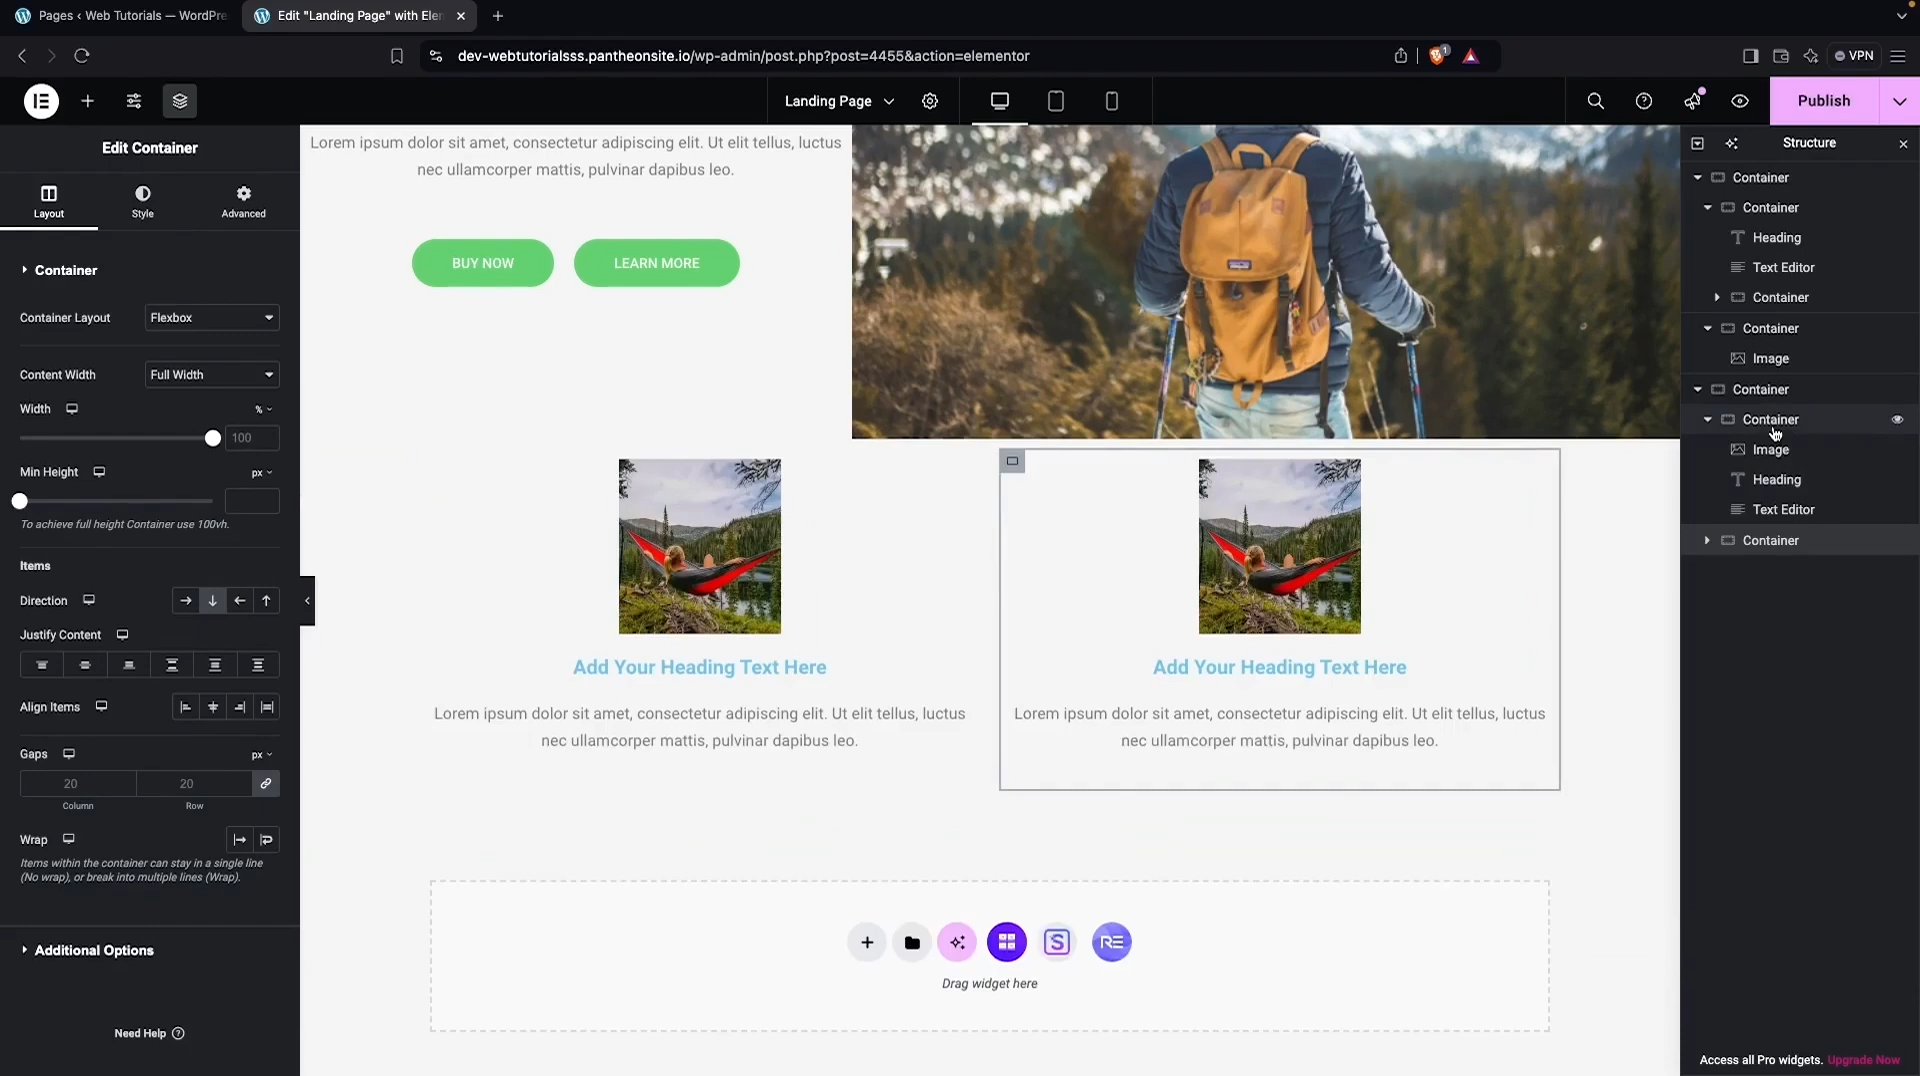 Pages ‹ Web Tutorials — WordPre
Edit "Landing Page" with Elem
dev-webtutorialsss.pantheonsite.io/wp-admin/post.php?post=4455&action=elementor
1
VPN
Landing Page
Publish
Edit Container
Layout
Style
Advanced
Container
Container Layout
Flexbox
Content Width
Full Width
Width
%
100
Min Height
px
To achieve full height Container use 100vh.
Items
Direction
Justify Content
Align Items
Gaps
px
20
20
Column
Row
Wrap
Items within the container can stay in a single line
(No wrap), or break into multiple lines (Wrap).
Additional Options
Need Help
Lorem ipsum dolor sit amet, consectetur adipiscing elit. Ut elit tellus, luctus
nec ullamcorper mattis, pulvinar dapibus leo.
BUY NOW
LEARN MORE
Add Your Heading Text Here
Lorem ipsum dolor sit amet, consectetur adipiscing elit. Ut elit tellus, luctus
nec ullamcorper mattis, pulvinar dapibus leo.
Add Your Heading Text Here
Lorem ipsum dolor sit amet, consectetur adipiscing elit. Ut elit tellus, luctus
nec ullamcorper mattis, pulvinar dapibus leo.
S
RE
Drag widget here
Structure
Container
Container
Heading
Text Editor
Container
Container
Image
Container
Container
Image
Heading
Text Editor
Container
Access all Pro widgets. Upgrade Now